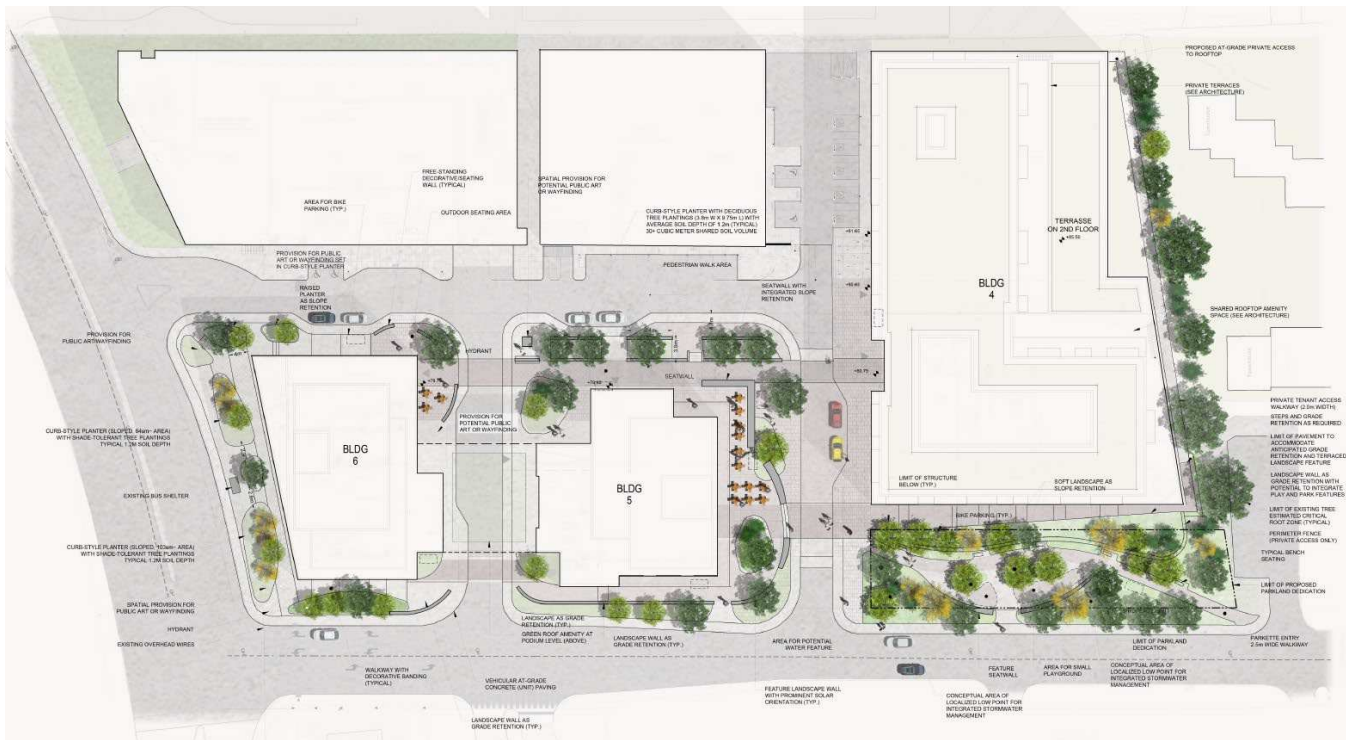 PROPOSED AT-GRADE PRIVATE ACCESS
TO ROOFTOP
PRIVATE TERRACES
(SEE ARCHITECTURE)
FREE-STANDING
DECORATIVE/SEATING
WALL (TYPICAL)
AREA FOR BIKE
PARKING (TYP.)
OUTDOOR SEATING AREA
SPATIAL PROVISION FOR
POTENTIAL PUBLIC ART
OR WAYFINDING
CURB-STYLE PLANTER WITH DECIDUOUS
TREE PLANTINGS (3.8m W X 9.75m L) WITH
AVERAGE SOIL DEPTH OF 1.2m (TYPICAL)
30+ CUBIC METER SHARED SOIL VOLUME
PROVISION FOR PUBLIC
ART OR WAYFINDING SET
IN CURB-STYLE PLANTER
PEDESTRIAN WALK AREA
RAISED
PLANTER
AS SLOPE
RETENTION
SEATWALL WITH
INTEGRATED SLOPE
RETENTION
TERRASSE
ON 2ND FLOOR
BLDG
4
SHARED ROOFTOP AMENITY
SPACE (SEE ARCHITECTURE)
PROVISION FOR
PUBLIC ART/WAYFINDING
HYDRANT
SEATWALL
PROVISION FOR
POTENTIAL PUBLIC
ART OR WAYFINDING
BLDG
6
BLDG
5
CURB-STYLE PLANTER (SLOPED, 64sm~ AREA)
WITH SHADE-TOLERANT TREE PLANTINGS
TYPICAL 1.2M SOIL DEPTH
EXISTING BUS SHELTER
CURB-STYLE PLANTER (SLOPED, 103sm~ AREA)
WITH SHADE-TOLERANT TREE PLANTINGS
TYPICAL 1.2M SOIL DEPTH
SPATIAL PROVISION FOR
PUBLIC ART OR WAYFINDING
HYDRANT
EXISTING OVERHEAD WIRES
LIMIT OF STRUCTURE
BELOW (TYP.)
SOFT LANDSCAPE AS
SLOPE RETENTION
BIKE PARKING (TYP.)
PRIVATE TENANT ACCESS
WALKWAY (2.0m WIDTH)
STEPS AND GRADE
RETENTION AS REQUIRED
LIMIT OF PAVEMENT TO
ACCOMMODATE
ANTICIPATED GRADE
RETENTION AND TERRACED
LANDSCAPE FEATURE
LANDSCAPE WALL AS
GRADE RETENTION WITH
POTENTIAL TO INTEGRATE
PLAY AND PARK FEATURES
LIMIT OF EXISTING TREE
ESTIMATED CRITICAL
ROOT ZONE (TYPICAL)
PERIMETER FENCE
(PRIVATE ACCESS ONLY)
TYPICAL BENCH
SEATING
LIMIT OF PROPOSED
PARKLAND DEDICATION
LANDSCAPE AS GRADE
RETENTION (TYP.)
GREEN ROOF AMENITY AT
PODIUM LEVEL (ABOVE)
LANDSCAPE WALL AS
GRADE RETENTION (TYP.)
AREA FOR POTENTIAL
WATER FEATURE
LIMIT OF PARKLAND
DEDICATION
PARKETTE ENTRY
2.5m WIDE WALKWAY
WALKWAY WITH
DECORATIVE BANDING
(TYPICAL)
VEHICULAR AT-GRADE
CONCRETE (UNIT) PAVING
LANDSCAPE WALL AS
GRADE RETENTION (TYP.)
FEATURE LANDSCAPE WALL
WITH PROMINENT SOLAR
ORIENTATION (TYP.)
FEATURE
SEATWALL
AREA FOR SMALL
PLAYGROUND
CONCEPTUAL AREA OF
LOCALIZED LOW POINT FOR
INTEGRATED STORMWATER
MANAGEMENT
CONCEPTUAL AREA OF
LOCALIZED LOW POINT FOR
INTEGRATED STORMWATER
MANAGEMENT